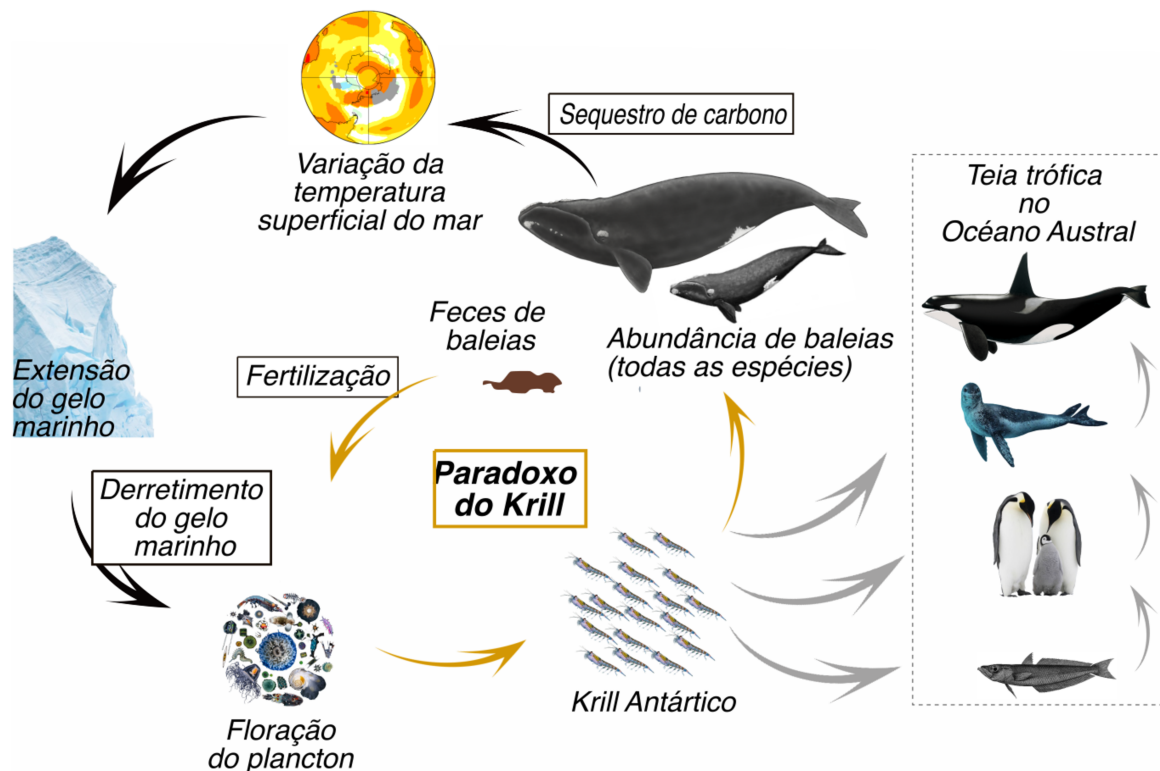 Sequestro de carbono
Variação da
temperatura
superficial do mar
Teia trófica
no
Océano Austral
Feces de
baleias
Abundância de baleias
(todas as espécies)
Extensão
do gelo
marinho
Fertilização
Paradoxo
do Krill
Derretimento
do gelo
marinho
Krill Antártico
Floração
do plancton